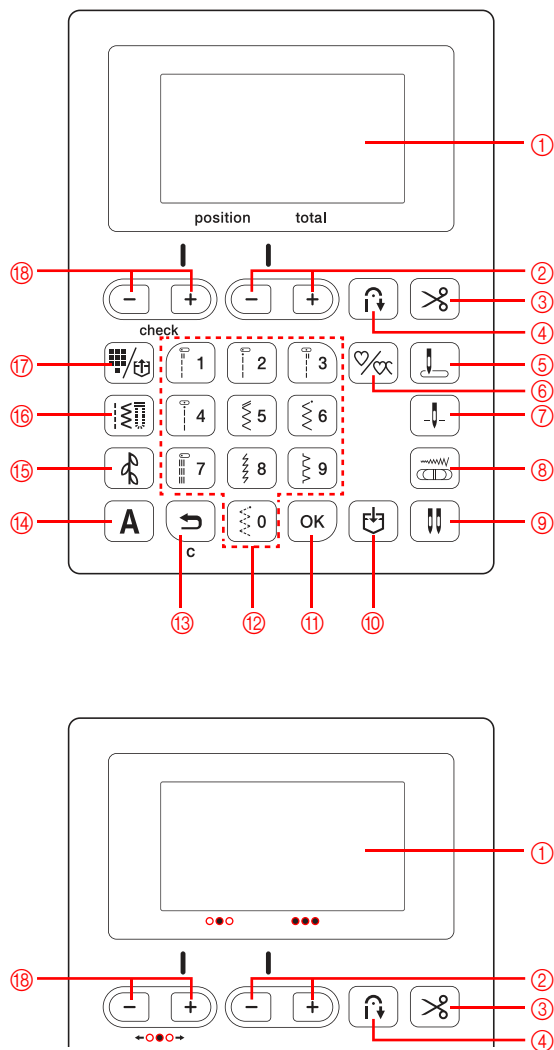 ①
position total
⑱ − + − + ② ③
④
check
⑰ 1 2 3 ⑤
⑥
⑯ 4 5 6 ⑦
⑮ 7 8 9 ⑧
⑭ A 0 OK ⑨
c
⑬ ⑫ ⑪ ⑩
①
⑱ − + − + ② ③
④